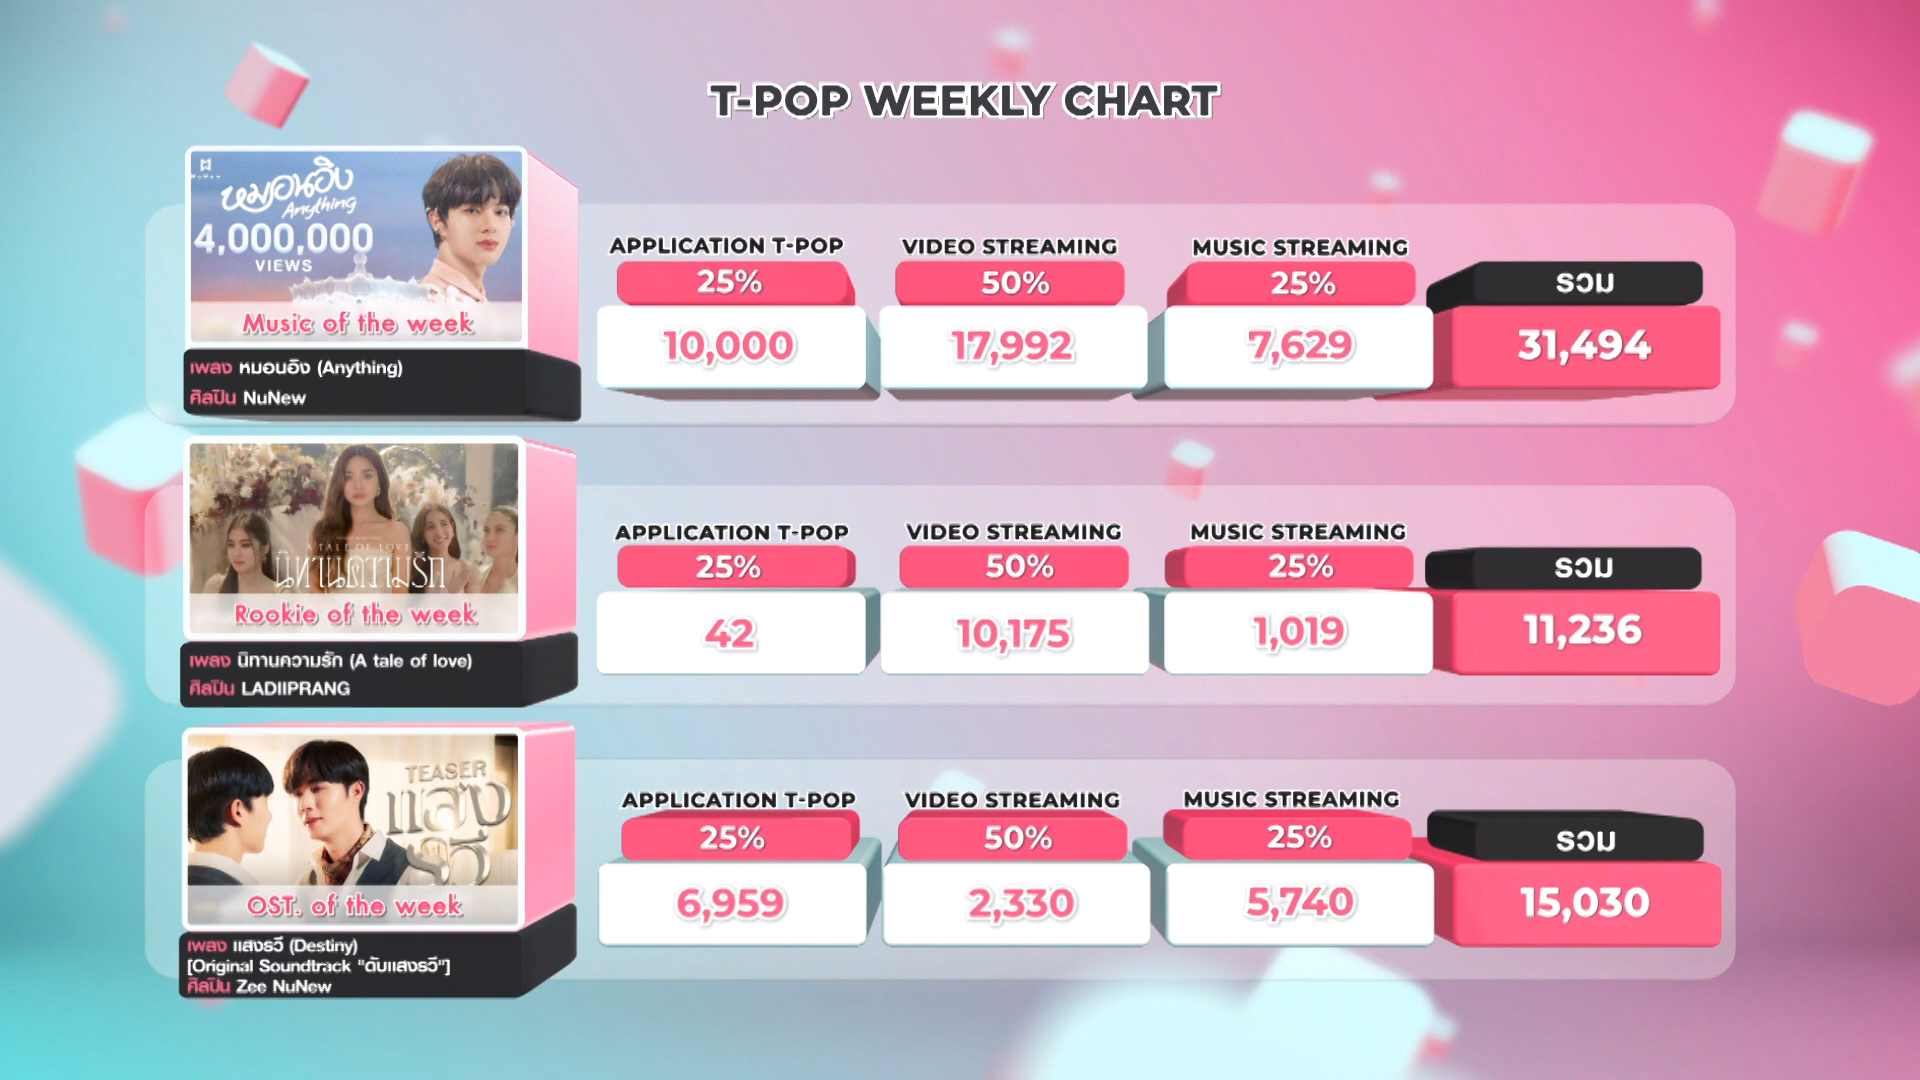 T-POP WEEKLY CHART
หมอนอิง
Anything
4,000,000
VIEWS
Music of the week
เพลง หมอนอิง (Anything)
ศิลปิน NuNew
APPLICATION T-POP
25%
10,000
VIDEO STREAMING
50%
17,992
MUSIC STREAMING
25%
7,629
รวม
31,494
A TALE OF LOVE
นิทานความรัก
Rookie of the week
เพลง นิทานความรัก (A tale of love)
ศิลปิน LADIIPRANG
APPLICATION T-POP
25%
42
VIDEO STREAMING
50%
10,175
MUSIC STREAMING
25%
1,019
รวม
11,236
TEASER
แสง
รวี
OST. of the week
เพลง แสงรวี (Destiny)
[Original Soundtrack "ดับแสงรวี"]
ศิลปิน Zee NuNew
APPLICATION T-POP
25%
6,959
VIDEO STREAMING
50%
2,330
MUSIC STREAMING
25%
5,740
รวม
15,030